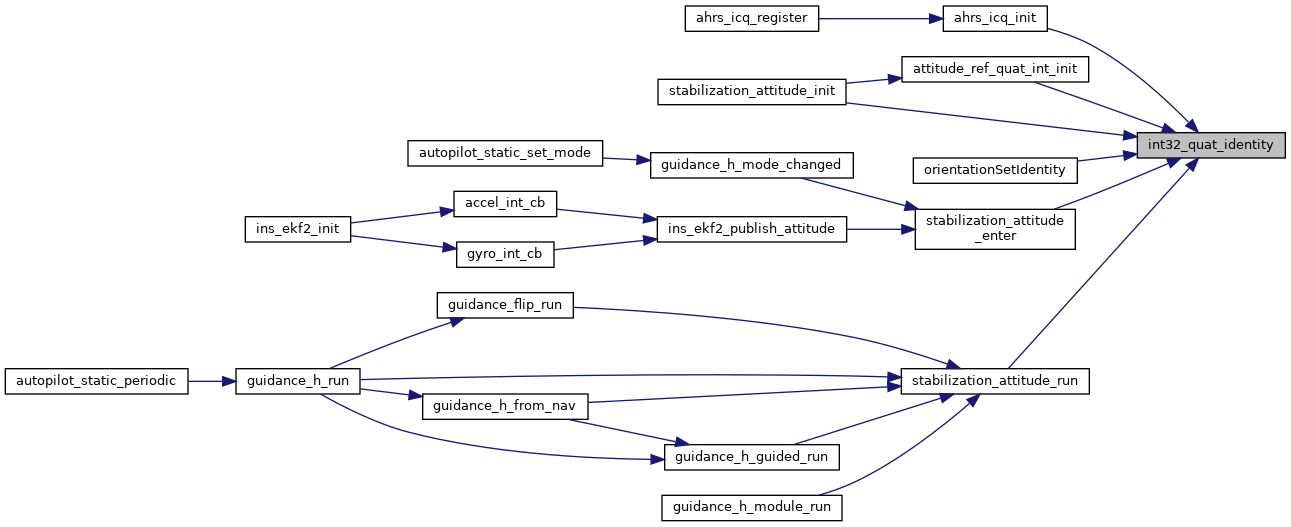 ahrs_icq_register
ahrs_icq_init
attitude_ref_quat_int_init
stabilization_attitude_init
int32_quat_identity
autopilot_static_set_mode
guidance_h_mode_changed
orientationSetIdentity
accel_int_cb
stabilization_attitude
_enter
ins_ekf2_init
ins_ekf2_publish_attitude
gyro_int_cb
guidance_flip_run
autopilot_static_periodic
guidance_h_run
stabilization_attitude_run
guidance_h_from_nav
guidance_h_guided_run
guidance_h_module_run